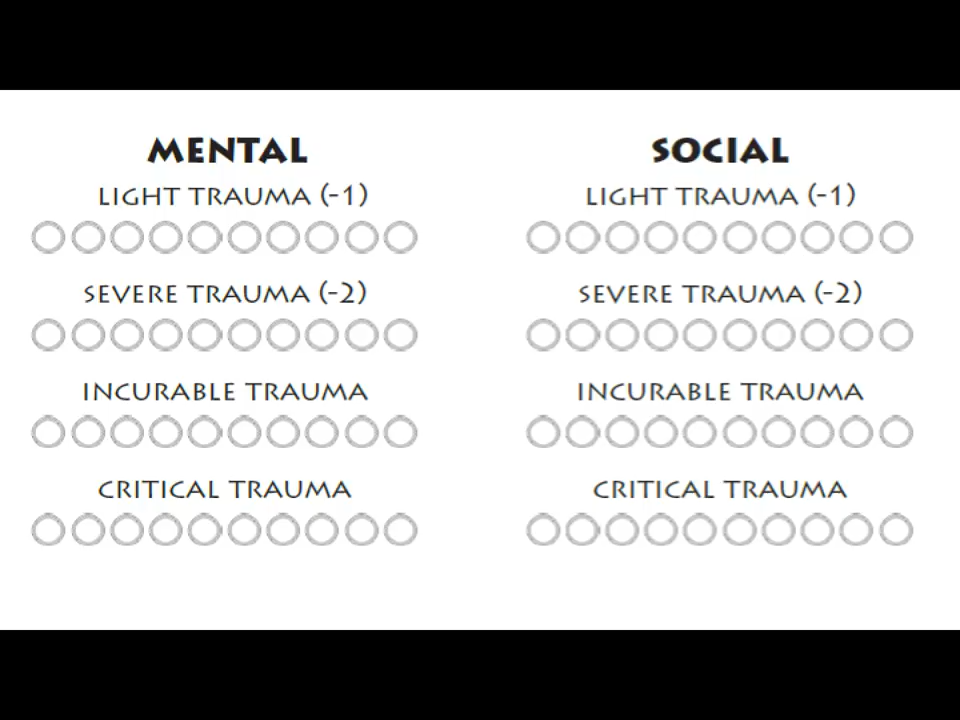 MENTAL
LIGHT TRAUMA (-1)
SEVERE TRAUMA (-2)
INCURABLE TRAUMA
CRITICAL TRAUMA
SOCIAL
LIGHT TRAUMA (-1)
SEVERE TRAUMA (-2)
INCURABLE TRAUMA
CRITICAL TRAUMA